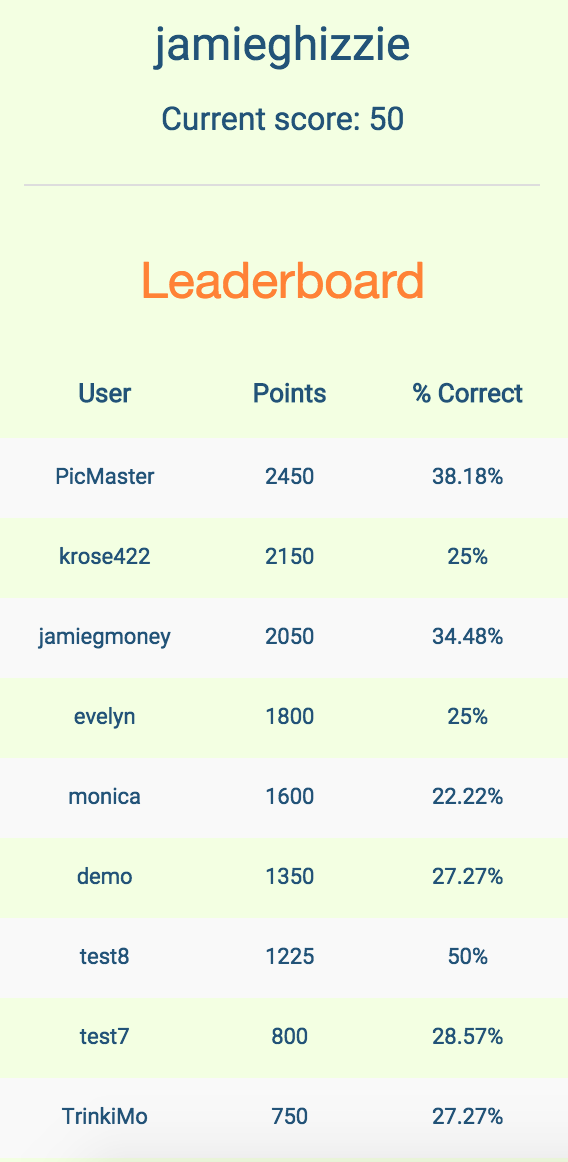 jamieghizzie
Current score: 50
Leaderboard
User Points % Correct
PicMaster 2450 38.18%
krose422 2150 25%
jamiegmoney 2050 34.48%
evelyn 1800 25%
monica 1600 22.22%
demo 1350 27.27%
test8 1225 50%
test7 800 28.57%
TrinkiMo 750 27.27%